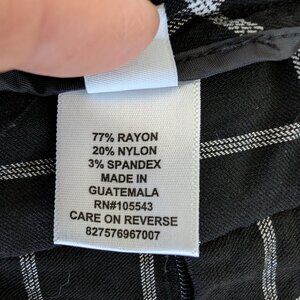 77% RAYON
20% NYLON
3% SPANDEX
MADE IN
GUATEMALA
RN#105543
CARE ON REVERSE
827576967007